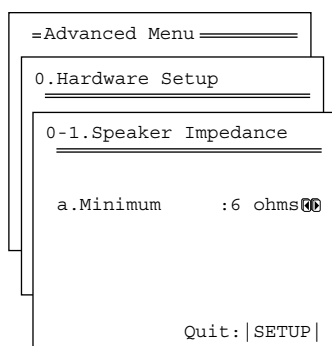 =Advanced Menu
0.Hardware Setup
0-1.Speaker Impedance
a.Minimum :6 ohms
Quit:|SETUP|